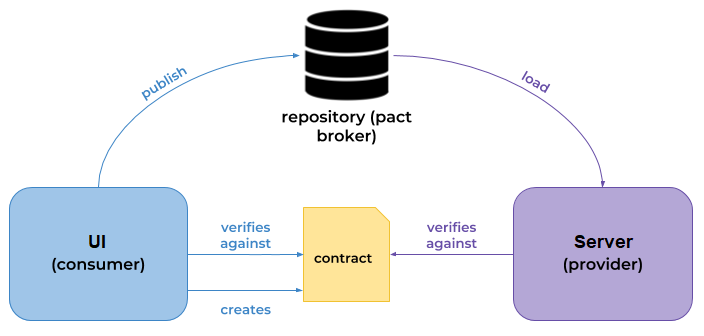 publish
load
repository (pact
broker)
UI
(consumer)
verifies
against
creates
contract
verifies
against
Server
(provider)